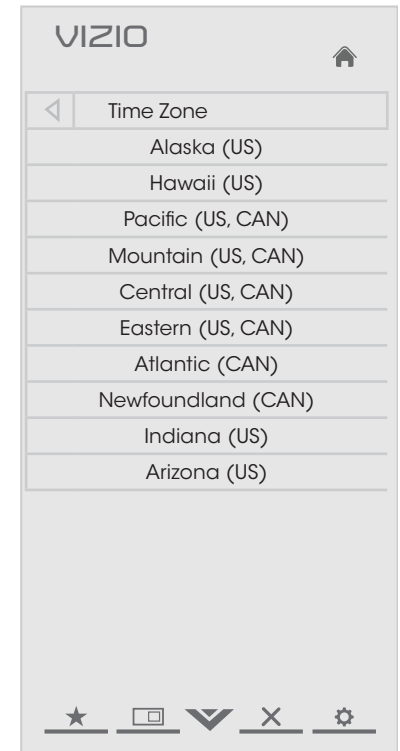 VIZIO
Time Zone
Alaska (US)
Hawaii (US)
Pacific (US, CAN)
Mountain (US, CAN)
Central (US, CAN)
Eastern (US, CAN)
Atlantic (CAN)
Newfoundland (CAN)
Indiana (US)
Arizona (US)